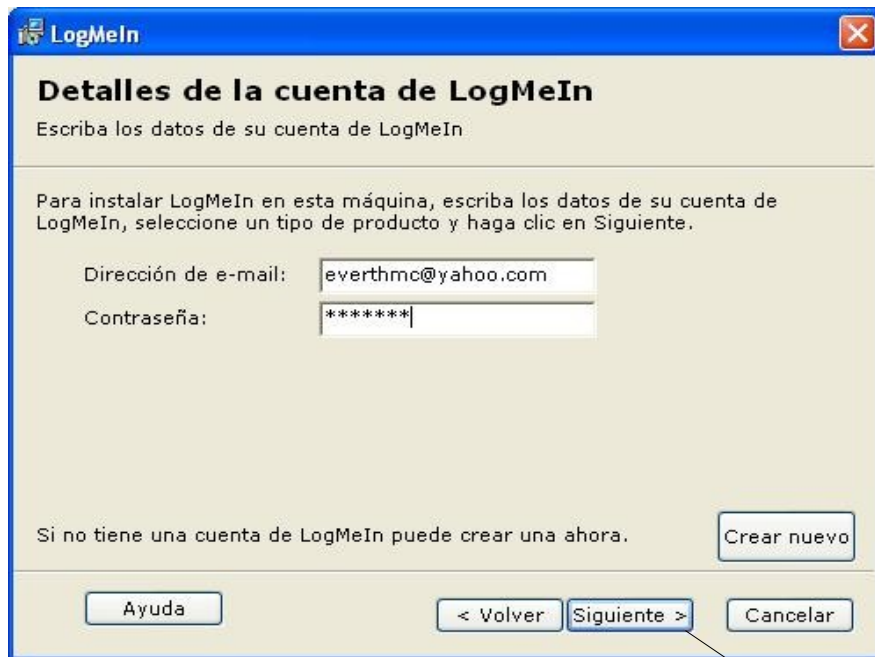 LogMeIn
Detalles de la cuenta de LogMeIn
Escriba los datos de su cuenta de LogMeIn
Para instalar LogMeIn en esta máquina, escriba los datos de su cuenta de
LogMeIn, seleccione un tipo de producto y haga clic en Siguiente.
Dirección de e-mail: everthmc@yahoo.com
Contraseña: *******
Si no tiene una cuenta de LogMeIn puede crear una ahora. Crear nuevo
Ayuda < Volver Siguiente > Cancelar